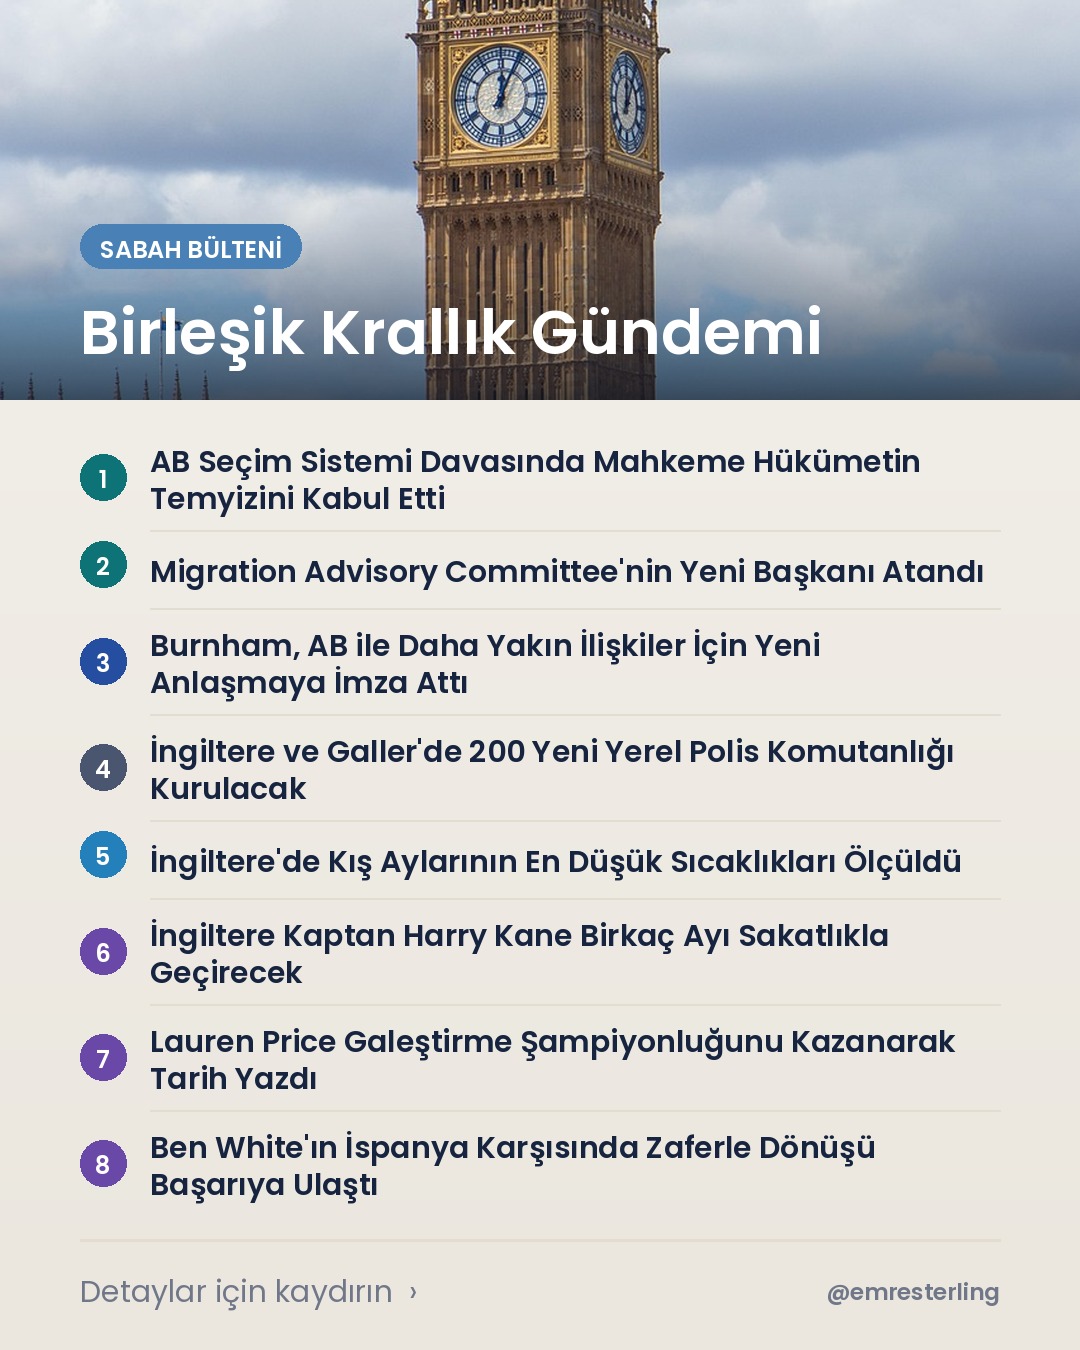 SABAH BÜLTENİ
Birleşik Krallık Gündemi
1
AB Seçim Sistemi Davasında Mahkeme Hükümetin
Temyizini Kabul Etti
2
Migration Advisory Committee'nin Yeni Başkanı Atandı
3
Burnham, AB ile Daha Yakın İlişkiler İçin Yeni
Anlaşmaya İmza Attı
4
İngiltere ve Galler'de 200 Yeni Yerel Polis Komutanlığı
Kurulacak
5
İngiltere'de Kış Aylarının En Düşük Sıcaklıkları Ölçüldü
6
İngiltere Kaptan Harry Kane Birkaç Ayı Sakatlıkla
Geçirecek
7
Lauren Price Galeştirme Şampiyonluğunu Kazanarak
Tarih Yazdı
8
Ben White'ın İspanya Karşısında Zaferle Dönüşü
Başarıya Ulaştı
Detaylar için kaydırın ›
@emresterling